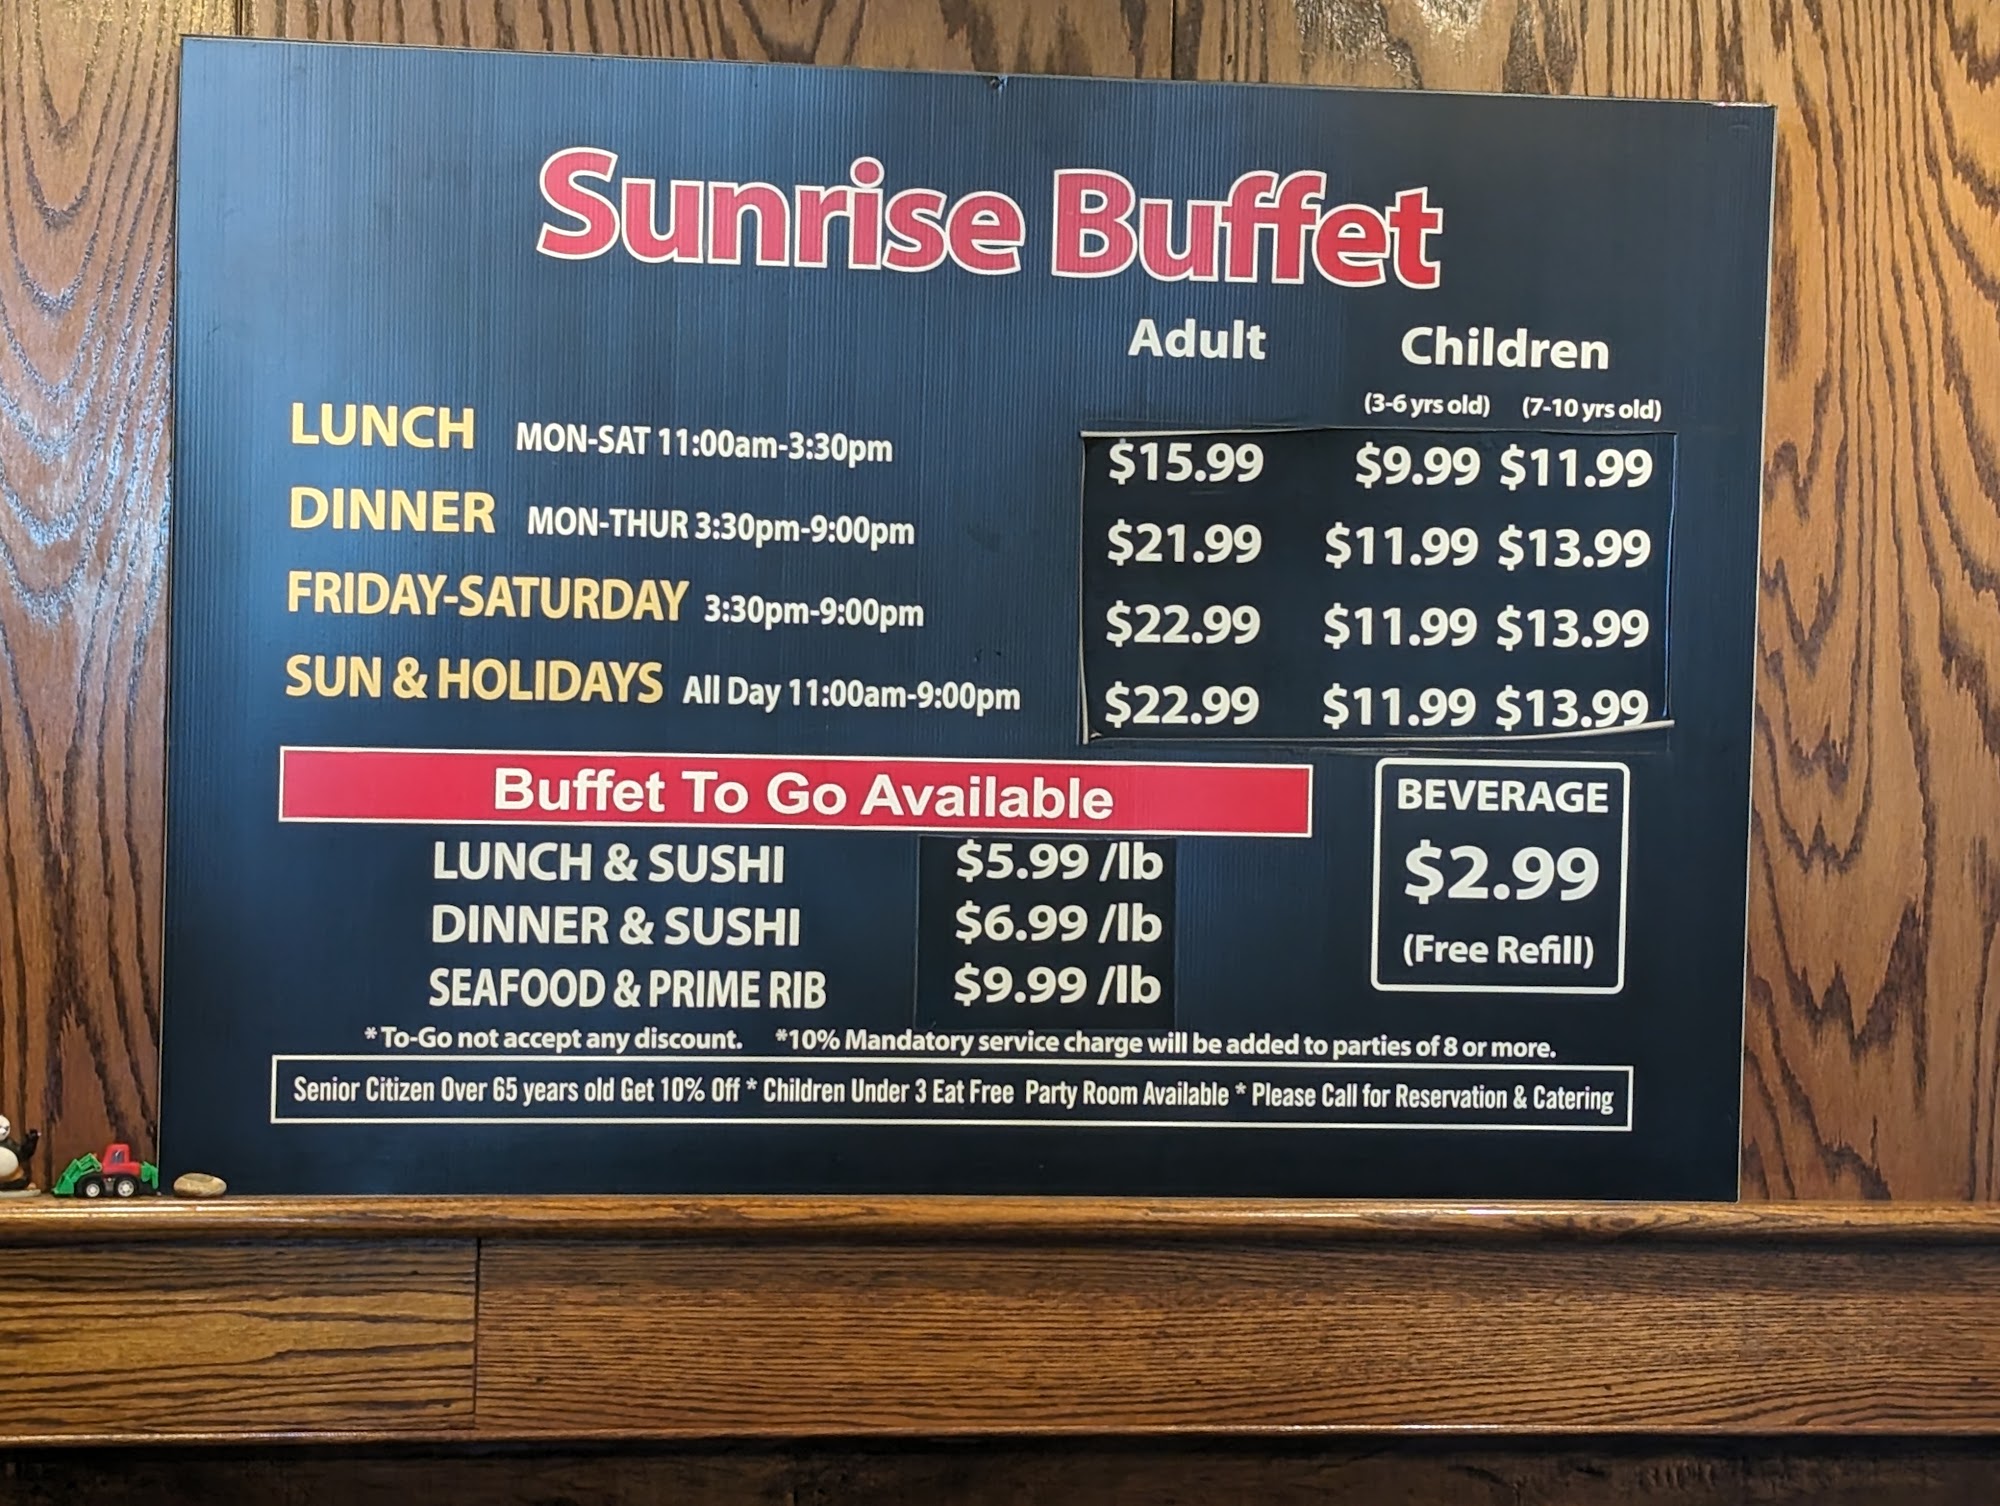 Sunrise Buffet
Adult Children
(3-6 yrs old) (7-10 yrs old)
LUNCH MON-SAT 11:00am-3:30pm $15.99 $9.99 $11.99
DINNER MON-THUR 3:30pm-9:00pm $21.99 $11.99 $13.99
FRIDAY-SATURDAY 3:30pm-9:00pm $22.99 $11.99 $13.99
SUN & HOLIDAYS All Day 11:00am-9:00pm $22.99 $11.99 $13.99
Buffet To Go Available
LUNCH & SUSHI $5.99 /lb
DINNER & SUSHI $6.99 /lb
SEAFOOD & PRIME RIB $9.99 /lb
BEVERAGE
$2.99
(Free Refill)
* To-Go not accept any discount. *10% Mandatory service charge will be added to parties of 8 or more.
Senior Citizen Over 65 years old Get 10% Off * Children Under 3 Eat Free Party Room Available * Please Call for Reservation & Catering